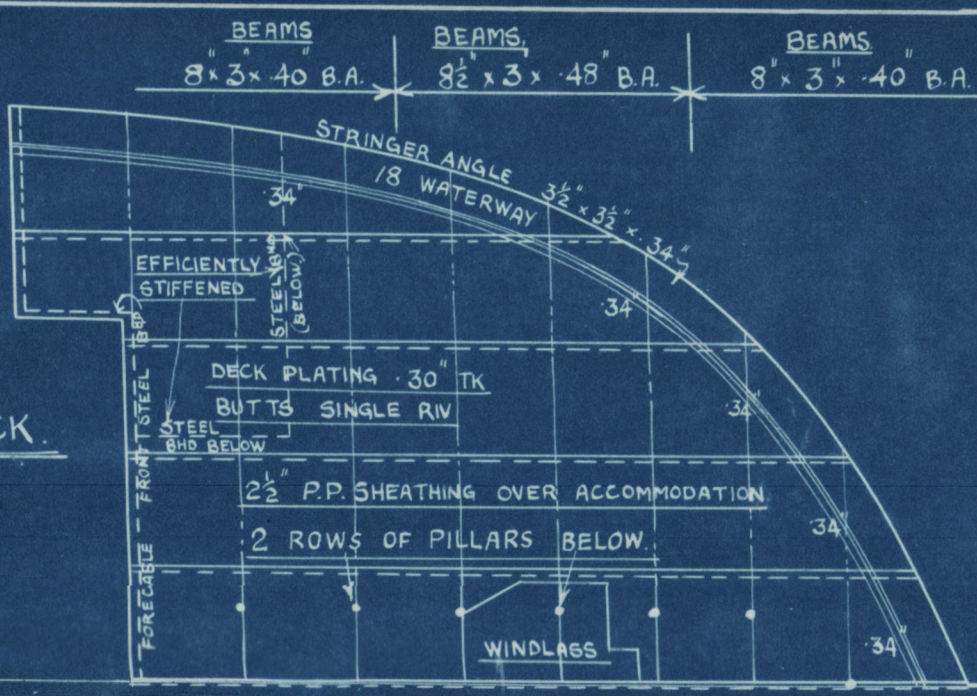 BEAMS
8" x 3" x .40" B.A.
BEAMS,
8½" x 3" x .48" B.A.
BEAMS.
8" x 3" x .40" B.A.
STRINGER ANGLE 3½" x 3½" x .34"
18 WATERWAY
.34"
EFFICIENTLY
STIFFENED
STEEL BHD
(BELOW)
.34"
DECK PLATING .30" TK
BUTTS SINGLE RIV
.34"
CK.
STEEL
BHD BELOW
2½" P.P. SHEATHING OVER ACCOMMODATION
.34"
2 ROWS OF PILLARS BELOW.
FORECASLE FRONT STEEL BHD
WINDLASS
.34"